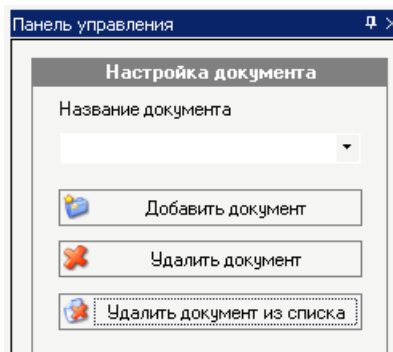 Панель управления
Настройка документа
Название документа
Добавить документ
Удалить документ
Удалить документ из списка